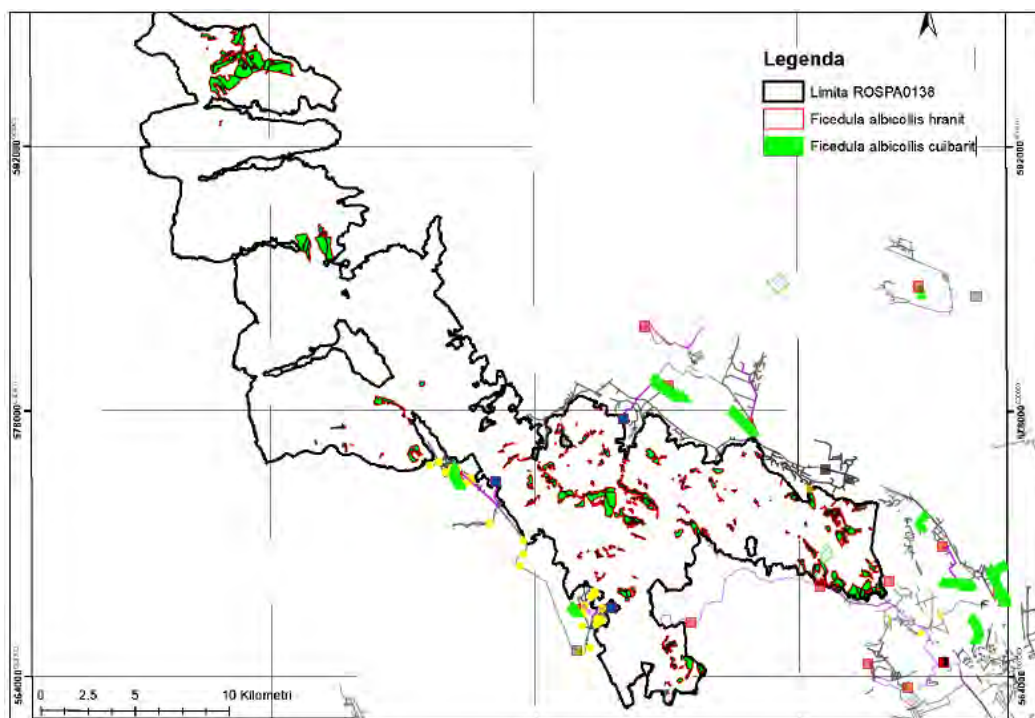 Legenda
Limita ROSPA0138
Ficedula albicollis hranit
Ficedula albicollis cuibarit
592000
592000
578000
578000
564000
564000
0 2.5 5 10 Kilometri